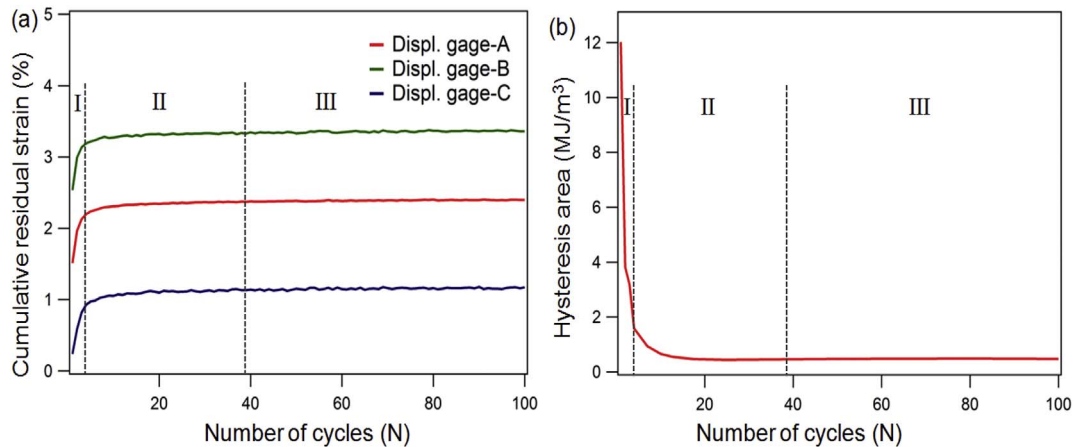 (a)
Cumulative residual strain (%)
5
4
3
2
1
0
Displ. gage-A
Displ. gage-B
Displ. gage-C
I
II
III
20
40
60
80
100
Number of cycles (N)
(b)
Hysteresis area (MJ/m³)
12
10
8
6
4
2
0
I
II
III
20
40
60
80
100
Number of cycles (N)